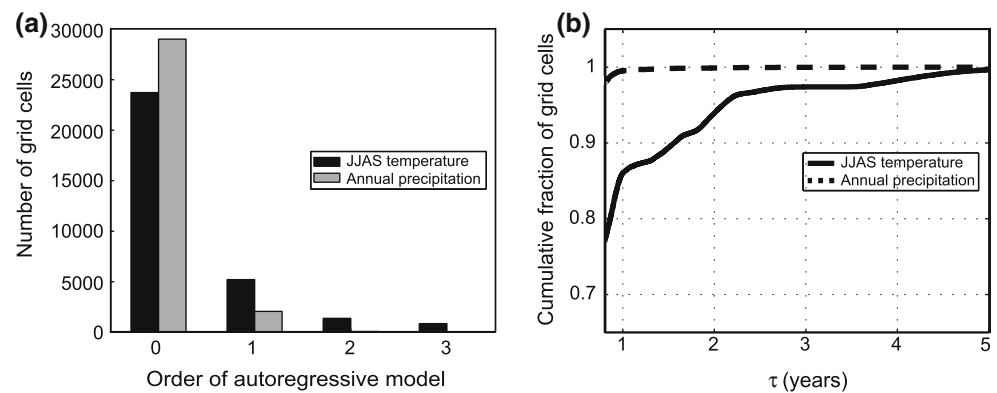 (a)
Number of grid cells
30000
25000
20000
15000
10000
5000
0
0 1 2 3
Order of autoregressive model
JJAS temperature
Annual precipitation
(b)
Cumulative fraction of grid cells
1
0.9
0.8
0.7
1 2 3 4 5
τ (years)
JJAS temperature
Annual precipitation